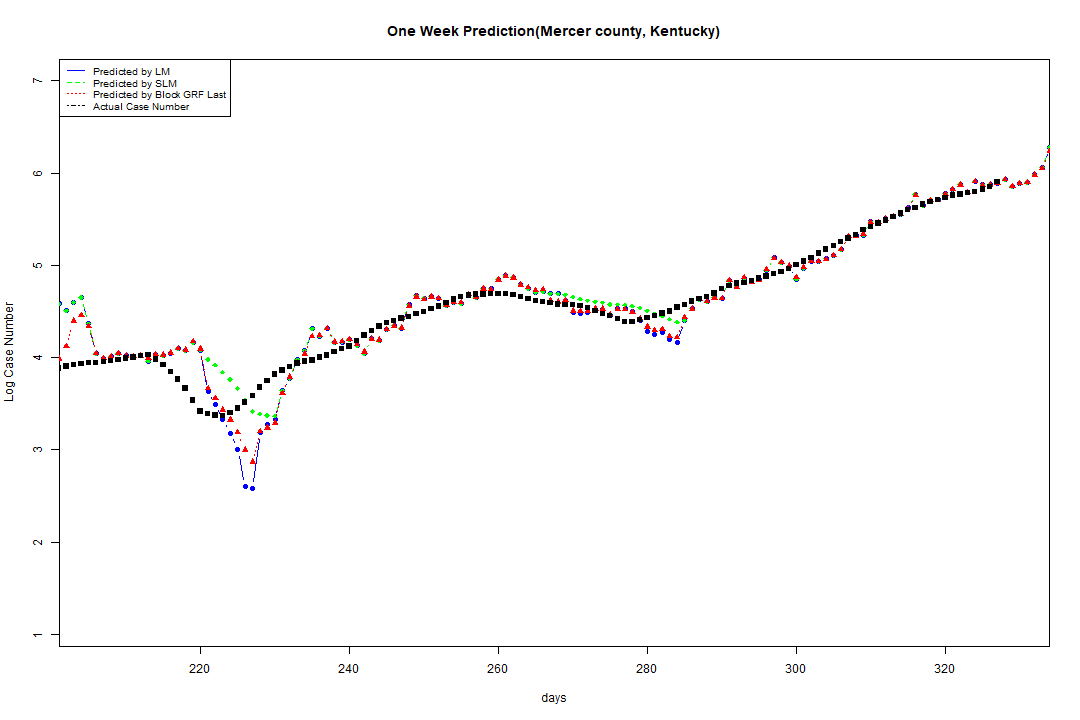 One Week Prediction(Mercer county, Kentucky)
Predicted by LM
Predicted by SLM
Predicted by Block GRF Last
Actual Case Number
7
6
5
4
3
2
1
Log Case Number
220 240 260 280 300 320
days